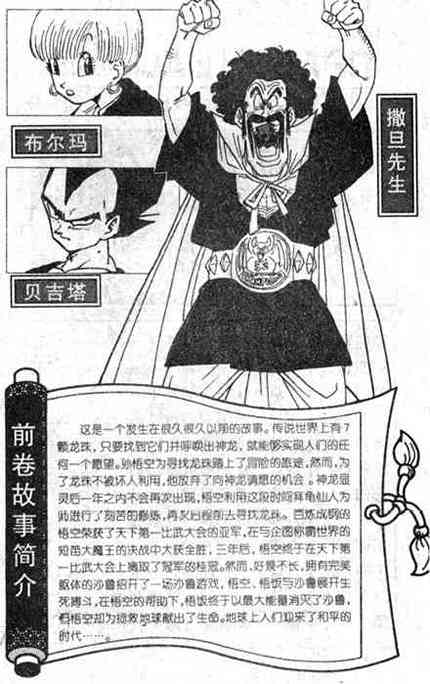 布尔玛
撒旦先生
贝吉塔
前卷故事简介
这是一个发生在很久很久以前的故事。传说世界上有7
颗龙珠，只要找到它们并呼唤出神龙，就能够实现人们的任
何一个愿望。孙悟空为寻找龙珠踏上了冒险的旅途，然而，为
了龙珠不被坏人利用，他放弃了向神龙请愿的机会。神龙显
灵后一年之内不会再次出现，悟空利用这段时间拜龟仙人为
师进行了刻苦的修炼，再次启程前去寻找龙珠。百炼成钢的
悟空荣获了天下第一比武大会的亚军，在与企图称霸世界的
短笛大魔王的决战中大获全胜，三年后，悟空终于在天下第
一比武大会上摘取了冠军的桂冠。然而，好景不长，拥有完美
躯体的沙鲁招开了一场沙鲁游戏，悟空、悟饭与沙鲁展开生
死搏斗，在悟空的帮助下，悟饭终于以最大能量消灭了沙鲁，
但悟空却为拯救地球献出了生命。地球上人们迎来了和平的
时代……。